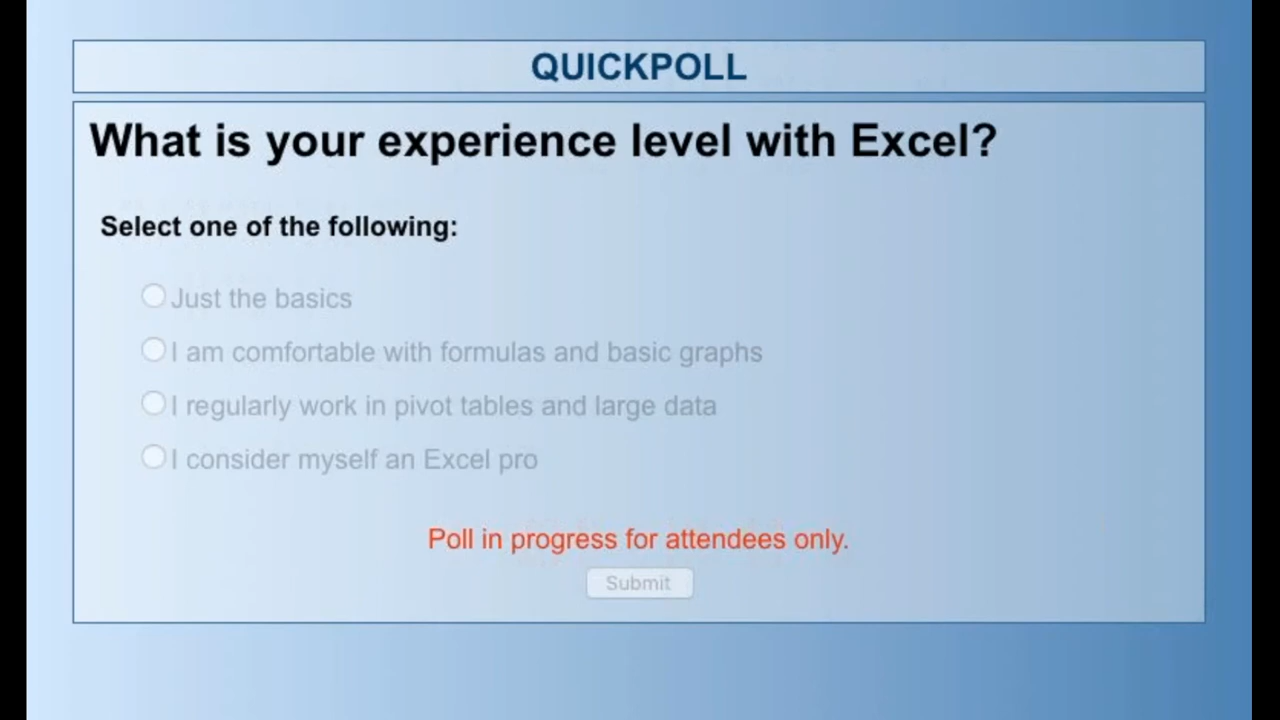 QUICKPOLL
What is your experience level with Excel?
Select one of the following:
Just the basics
I am comfortable with formulas and basic graphs
I regularly work in pivot tables and large data
I consider myself an Excel pro
Poll in progress for attendees only.
Submit